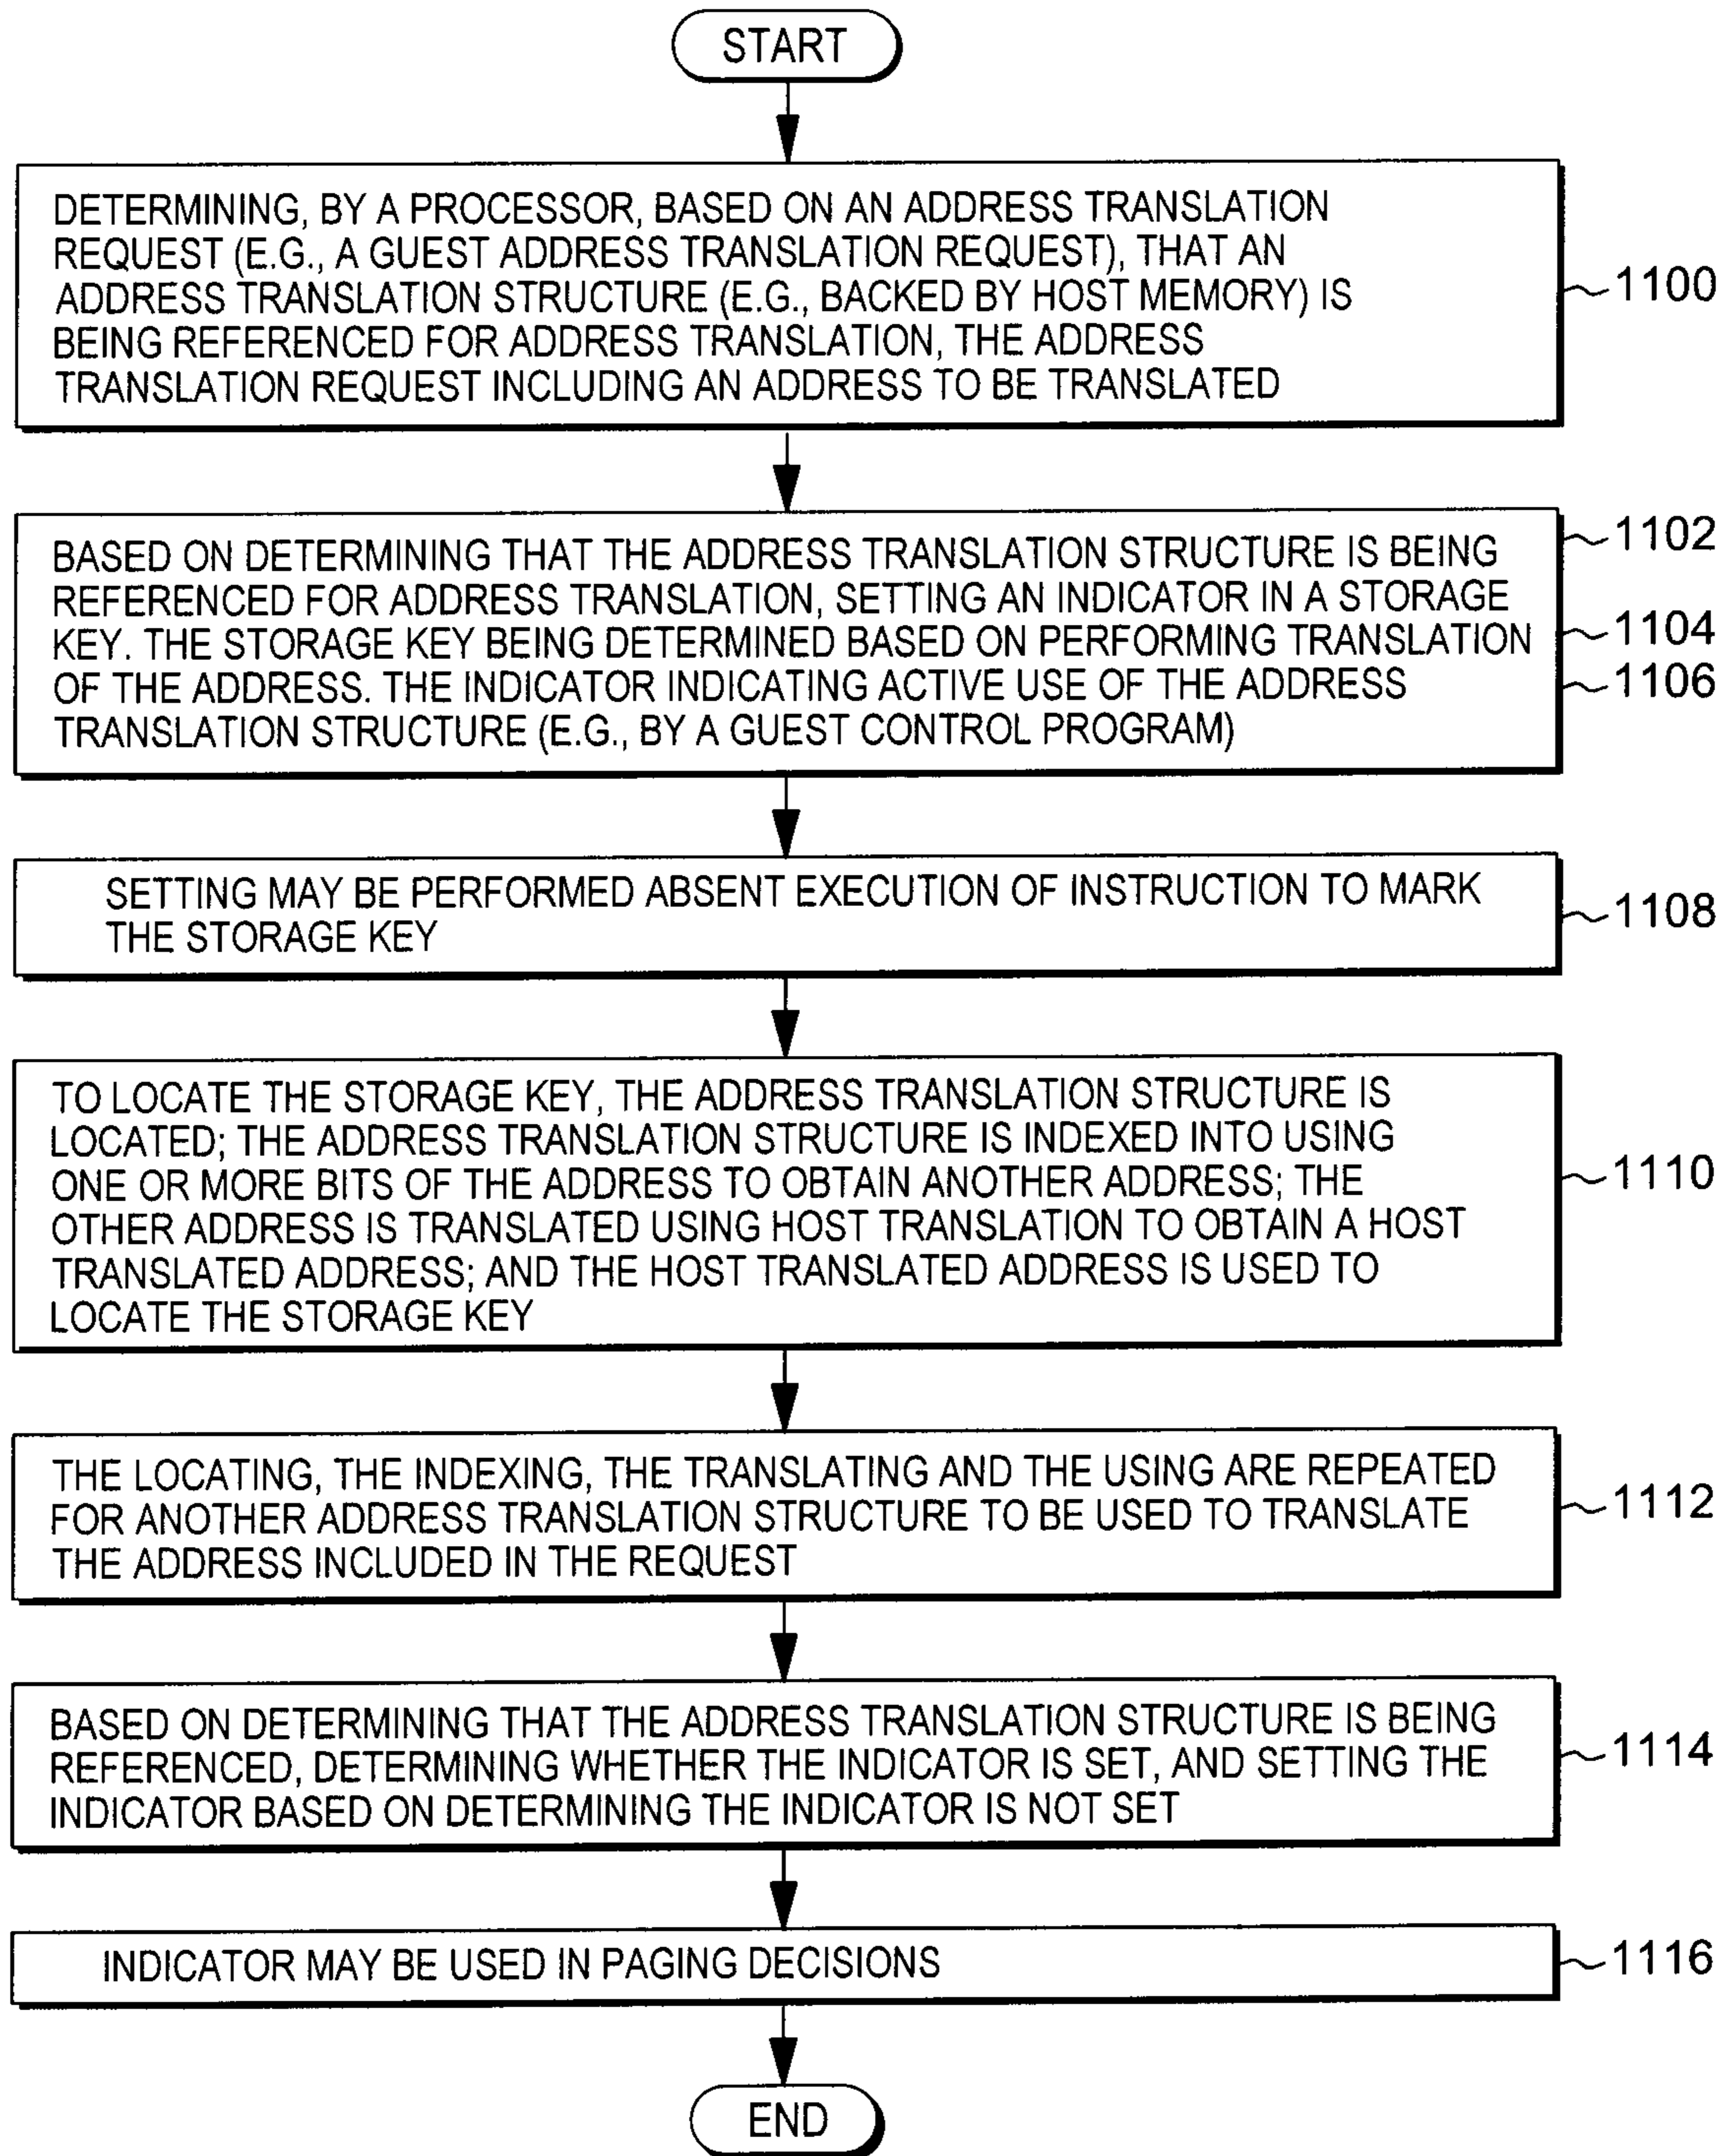 START
DETERMINING, BY A PROCESSOR, BASED ON AN ADDRESS TRANSLATION
REQUEST (E.G., A GUEST ADDRESS TRANSLATION REQUEST), THAT AN
ADDRESS TRANSLATION STRUCTURE (E.G., BACKED BY HOST MEMORY) IS
BEING REFERENCED FOR ADDRESS TRANSLATION, THE ADDRESS
TRANSLATION REQUEST INCLUDING AN ADDRESS TO BE TRANSLATED
1100
BASED ON DETERMINING THAT THE ADDRESS TRANSLATION STRUCTURE IS BEING
REFERENCED FOR ADDRESS TRANSLATION, SETTING AN INDICATOR IN A STORAGE
KEY. THE STORAGE KEY BEING DETERMINED BASED ON PERFORMING TRANSLATION
OF THE ADDRESS. THE INDICATOR INDICATING ACTIVE USE OF THE ADDRESS
TRANSLATION STRUCTURE (E.G., BY A GUEST CONTROL PROGRAM)
1102
1104
1106
SETTING MAY BE PERFORMED ABSENT EXECUTION OF INSTRUCTION TO MARK
THE STORAGE KEY
1108
TO LOCATE THE STORAGE KEY, THE ADDRESS TRANSLATION STRUCTURE IS
LOCATED; THE ADDRESS TRANSLATION STRUCTURE IS INDEXED INTO USING
ONE OR MORE BITS OF THE ADDRESS TO OBTAIN ANOTHER ADDRESS; THE
OTHER ADDRESS IS TRANSLATED USING HOST TRANSLATION TO OBTAIN A HOST
TRANSLATED ADDRESS; AND THE HOST TRANSLATED ADDRESS IS USED TO
LOCATE THE STORAGE KEY
1110
THE LOCATING, THE INDEXING, THE TRANSLATING AND THE USING ARE REPEATED
FOR ANOTHER ADDRESS TRANSLATION STRUCTURE TO BE USED TO TRANSLATE
THE ADDRESS INCLUDED IN THE REQUEST
1112
BASED ON DETERMINING THAT THE ADDRESS TRANSLATION STRUCTURE IS BEING
REFERENCED, DETERMINING WHETHER THE INDICATOR IS SET, AND SETTING THE
INDICATOR BASED ON DETERMINING THE INDICATOR IS NOT SET
1114
INDICATOR MAY BE USED IN PAGING DECISIONS
1116
END